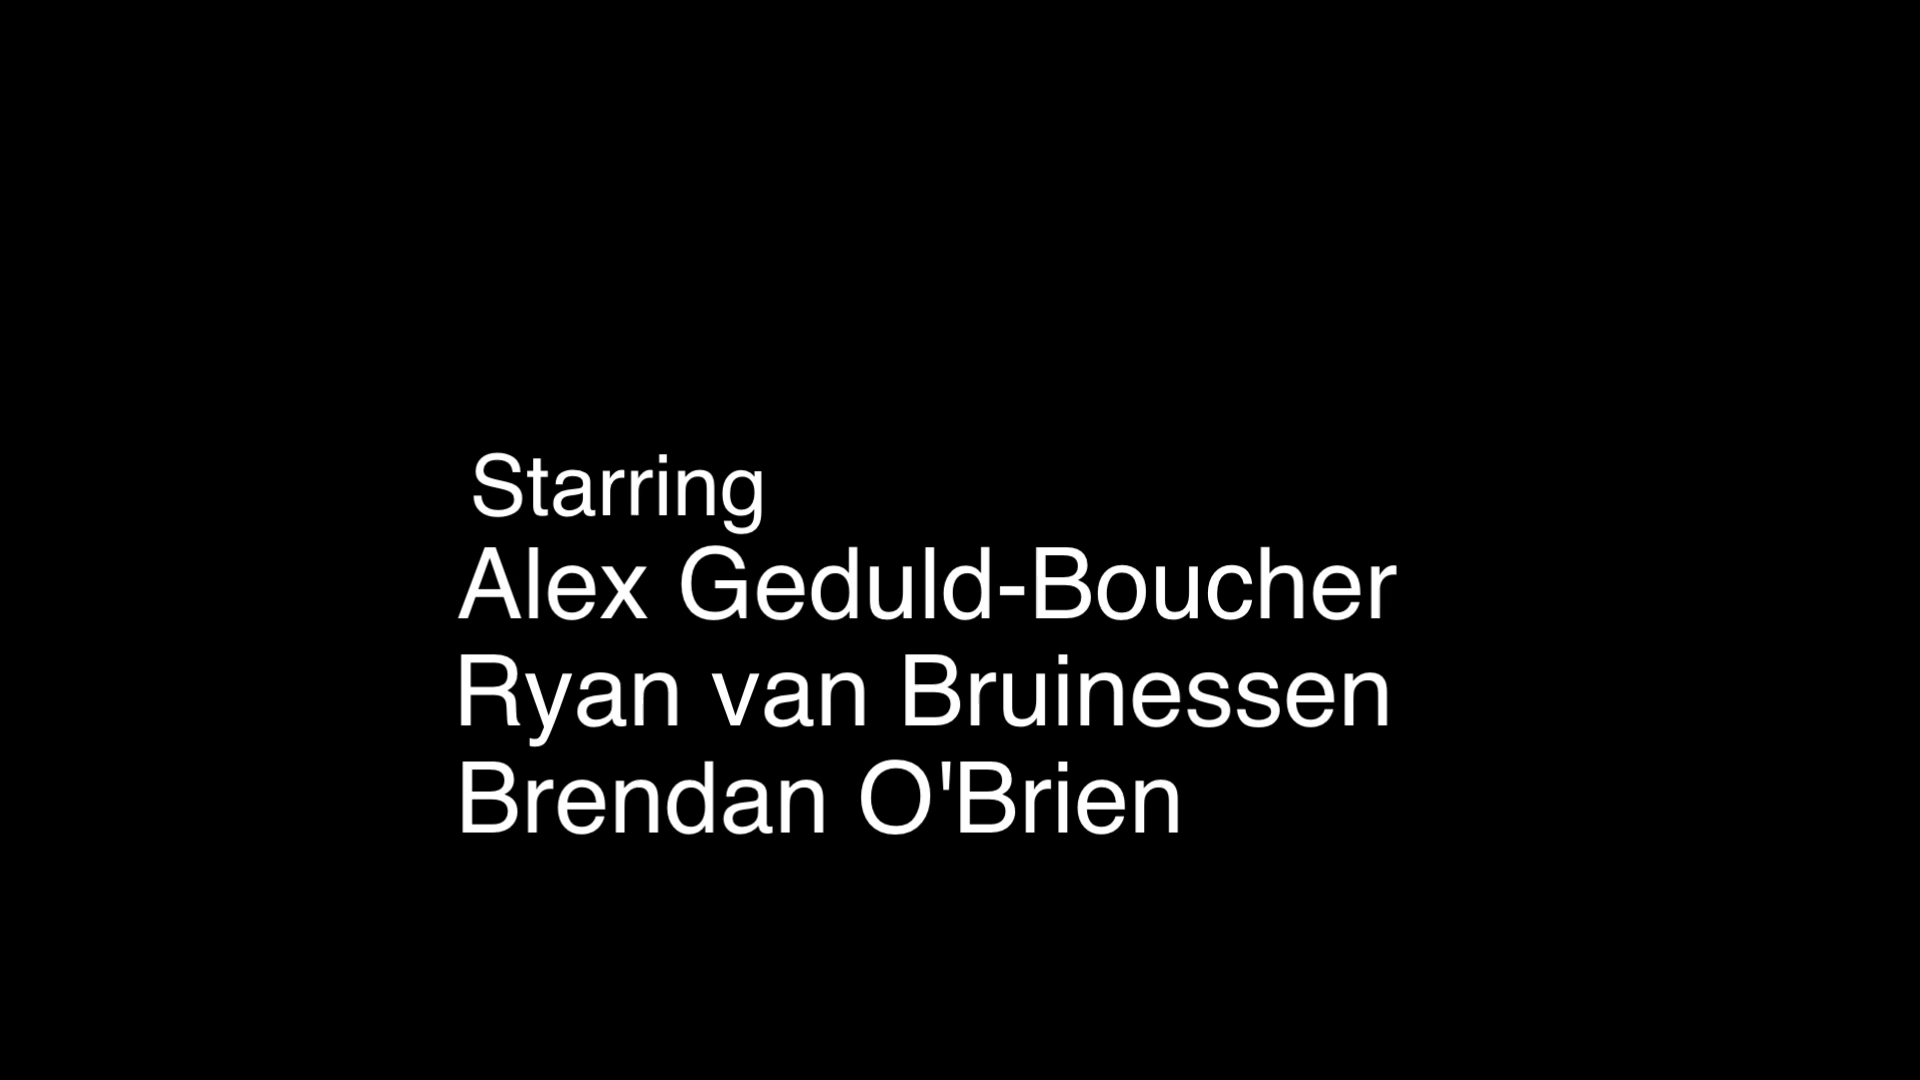 Starring
Alex Geduld-Boucher
Ryan van Bruinessen
Brendan O'Brien